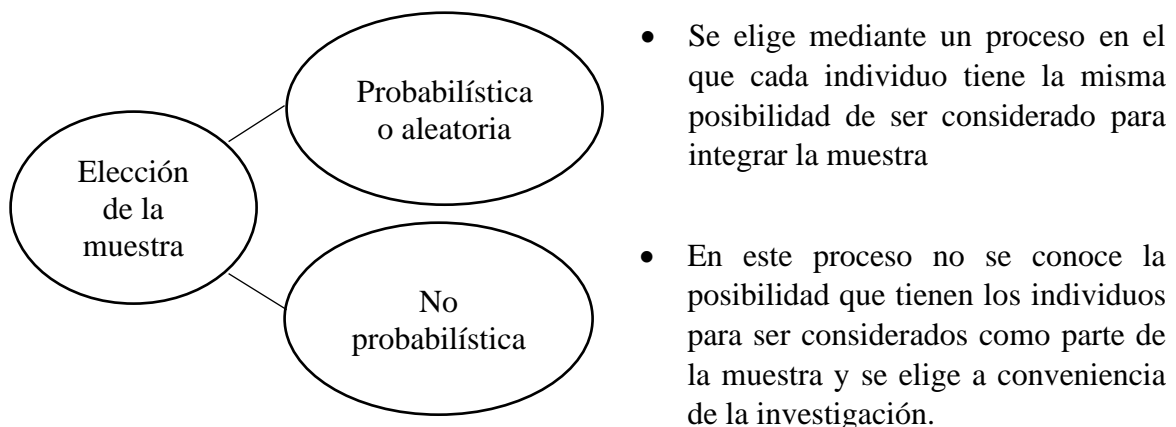 Elección
de la
muestra
Probabilística
o aleatoria
No
probabilística
• Se elige mediante un proceso en el
que cada individuo tiene la misma
posibilidad de ser considerado para
integrar la muestra
• En este proceso no se conoce la
posibilidad que tienen los individuos
para ser considerados como parte de
la muestra y se elige a conveniencia
de la investigación.